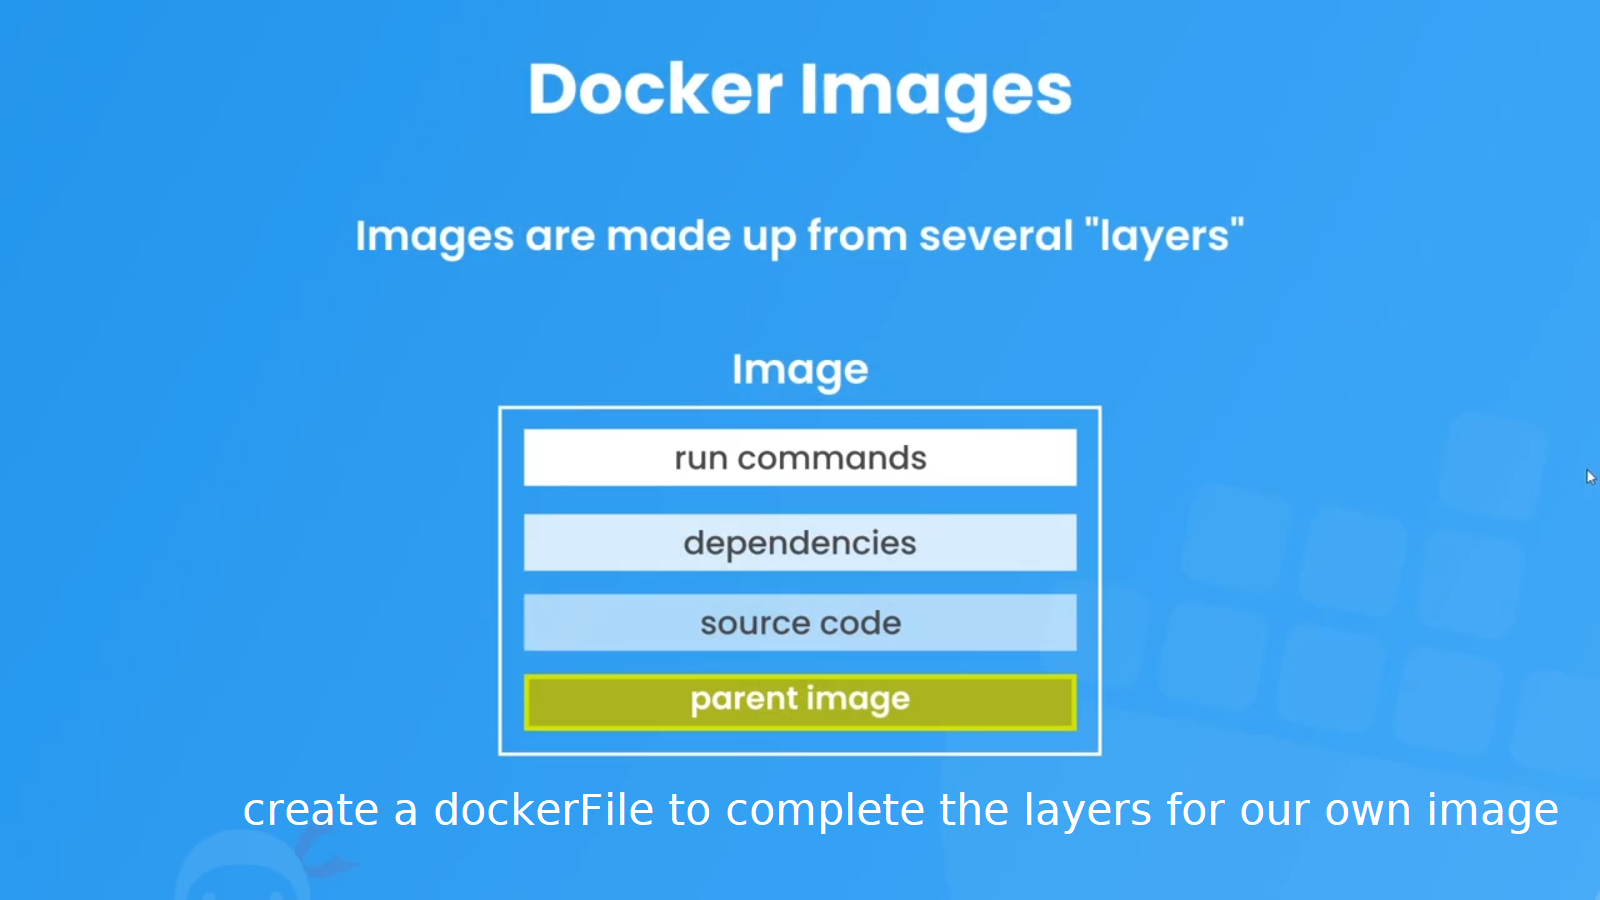 Docker Images
Images are made up from several "layers"
Image
run commands
dependencies
source code
parent image
create a dockerFile to complete the layers for our own image